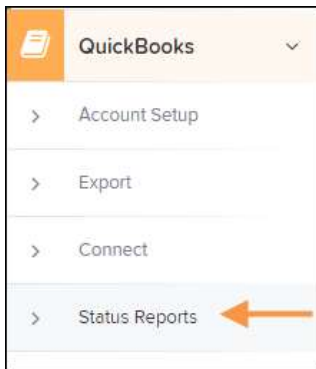 QuickBooks
Account Setup
Export
Connect
Status Reports